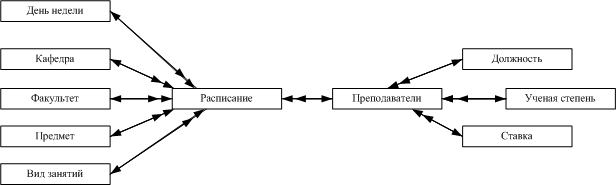 День недели
Кафедра
Факультет
Предмет
Вид занятий
Расписание
Преподаватели
Должность
Ученая степень
Ставка